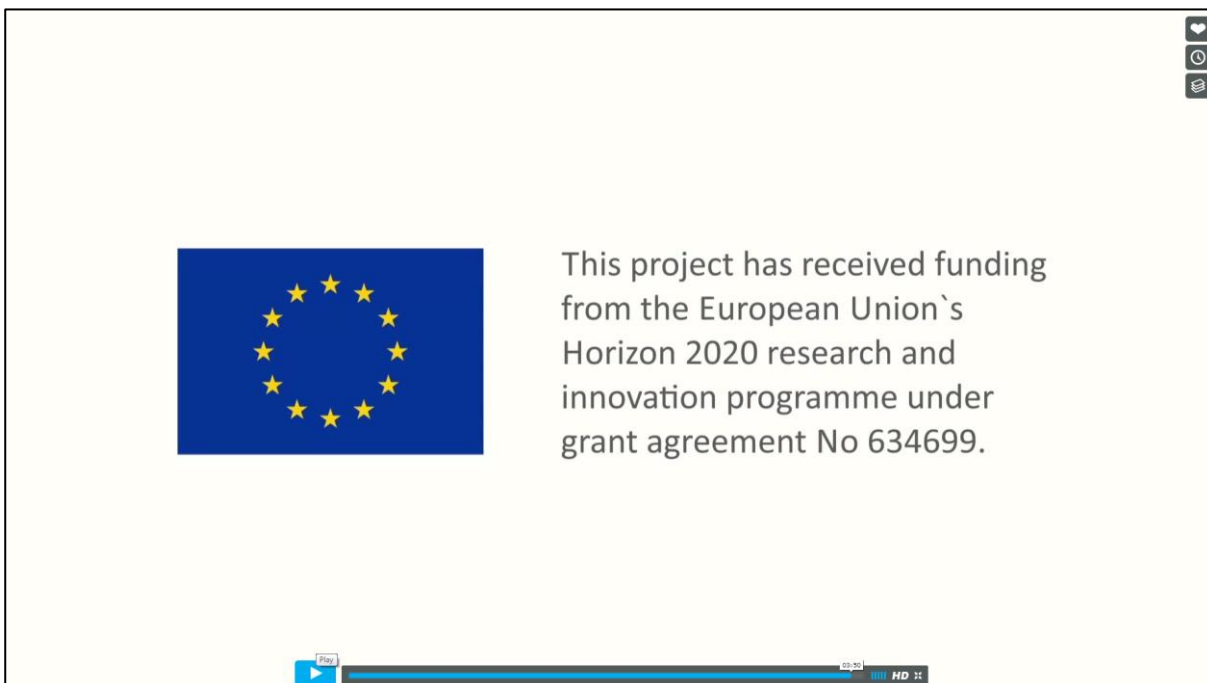 This project has received funding
from the European Union`s
Horizon 2020 research and
innovation programme under
grant agreement No 634699.
Play
03:30
HD